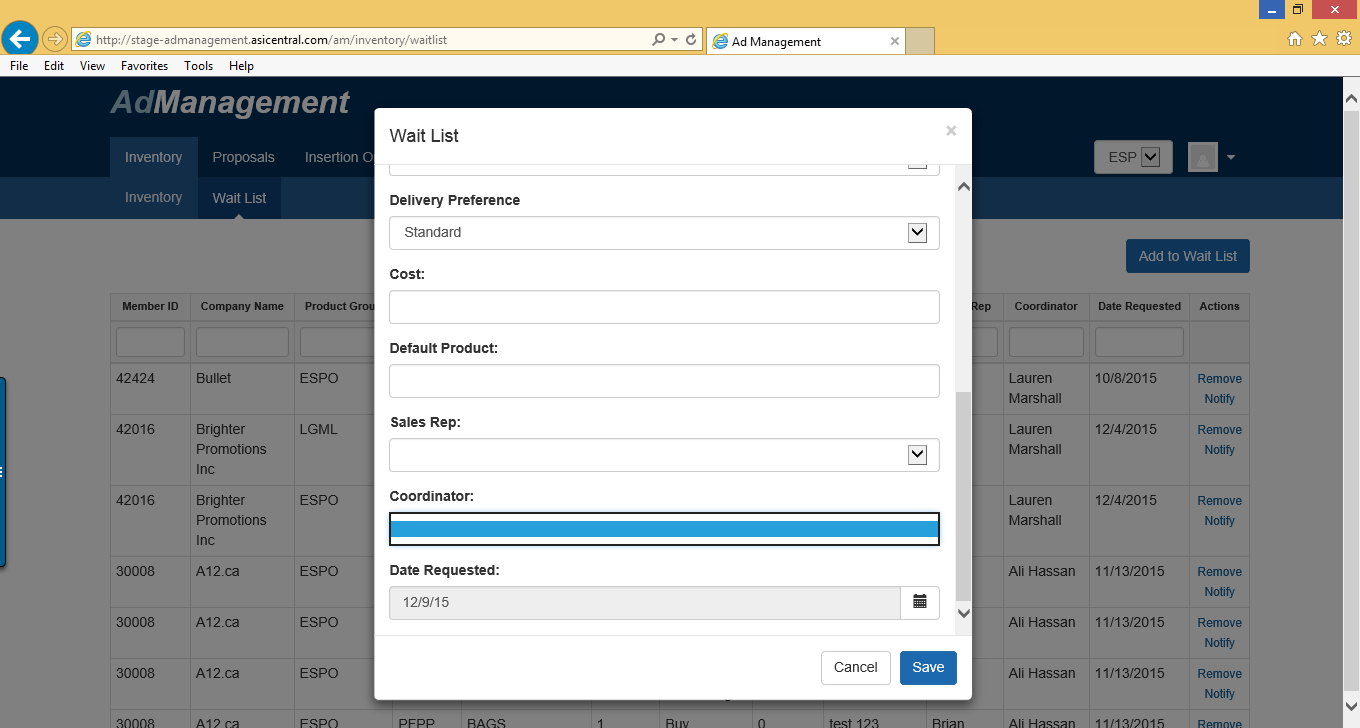 http://stage-admanagement.asicentral.com/am/inventory/waitlist
Ad Management
File Edit View Favorites Tools Help
AdManagement
Inventory Proposals Insertion O
ESP
Inventory Wait List
Add to Wait List
Wait List
Delivery Preference
Standard
Cost:
Default Product:
Sales Rep:
Coordinator:
Date Requested:
12/9/15
Cancel Save
Member ID Company Name Product Grou Rep Coordinator Date Requested Actions
42424 Bullet ESPO Lauren Marshall 10/8/2015 Remove Notify
42016 Brighter Promotions Inc LGML Lauren Marshall 12/4/2015 Remove Notify
42016 Brighter Promotions Inc ESPO Lauren Marshall 12/4/2015 Remove Notify
30008 A12.ca ESPO Ali Hassan 11/13/2015 Remove Notify
30008 A12.ca ESPO Ali Hassan 11/13/2015 Remove Notify
30008 A12.ca ESPO Ali Hassan 11/13/2015 Remove Notify
30008 A12.ca ESPO PEPP BAGS 1 Buy 0 test 123 Brian Ali Hassan 11/13/2015 Remove